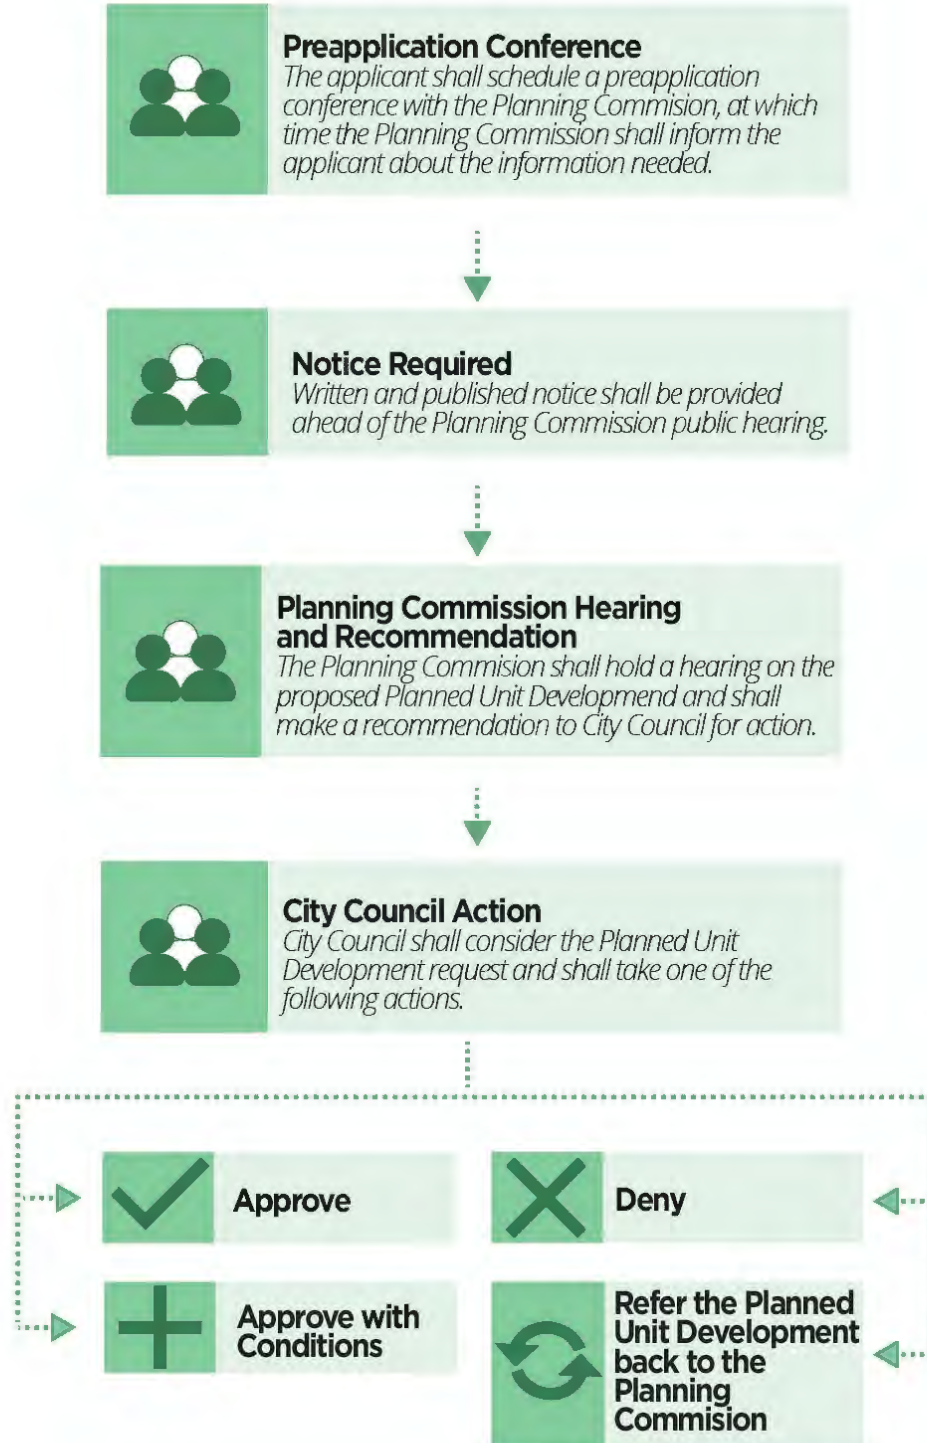 Preapplication Conference
The applicant shall schedule a preapplication
conference with the Planning Commision, at which
time the Planning Commission shall inform the
applicant about the information needed.
Notice Required
Written and published notice shall be provided
ahead of the Planning Commission public hearing.
Planning Commission Hearing
and Recommendation
The Planning Commision shall hold a hearing on the
proposed Planned Unit Developmend and shall
make a recommendation to City Council for action.
City Council Action
City Council shall consider the Planned Unit
Development request and shall take one of the
following actions.
Approve
Deny
Approve with
Conditions
Refer the Planned
Unit Development
back to the
Planning
Commision